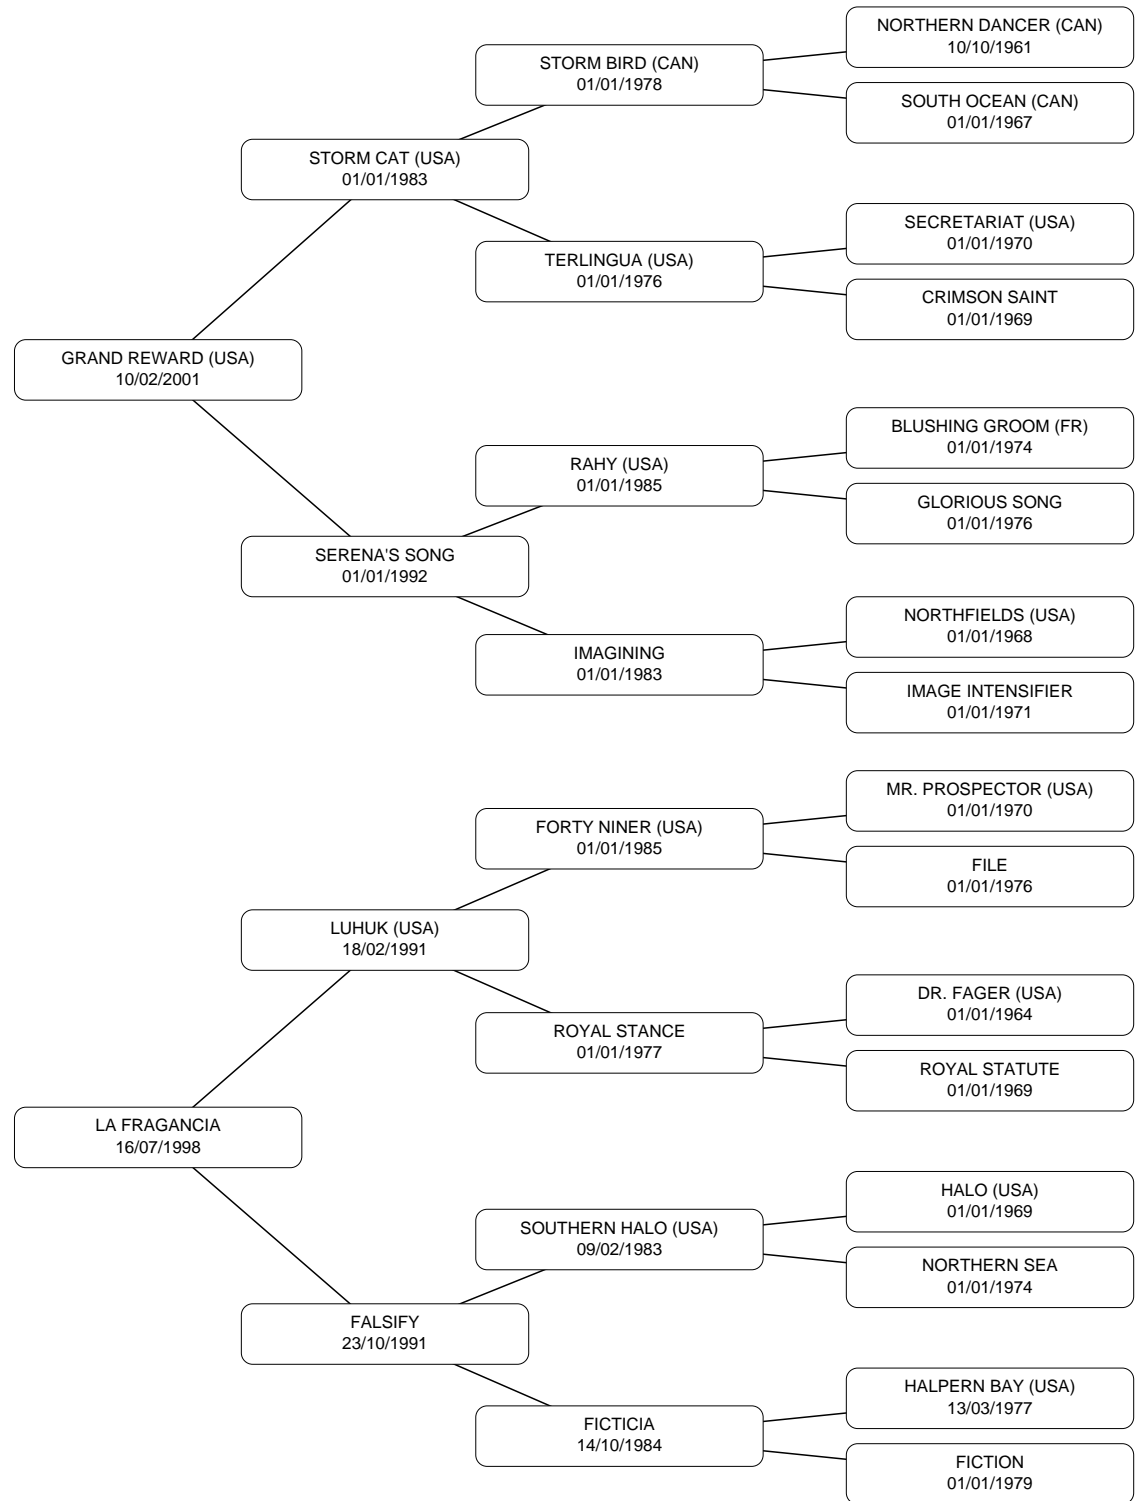 NORTHERN DANCER (CAN)
10/10/1961
STORM BIRD (CAN)
01/01/1978
SOUTH OCEAN (CAN)
01/01/1967
STORM CAT (USA)
01/01/1983
SECRETARIAT (USA)
01/01/1970
TERLINGUA (USA)
01/01/1976
CRIMSON SAINT
01/01/1969
GRAND REWARD (USA)
10/02/2001
BLUSHING GROOM (FR)
01/01/1974
RAHY (USA)
01/01/1985
GLORIOUS SONG
01/01/1976
SERENA'S SONG
01/01/1992
NORTHFIELDS (USA)
01/01/1968
IMAGINING
01/01/1983
IMAGE INTENSIFIER
01/01/1971
MR. PROSPECTOR (USA)
01/01/1970
FORTY NINER (USA)
01/01/1985
FILE
01/01/1976
LUHUK (USA)
18/02/1991
DR. FAGER (USA)
01/01/1964
ROYAL STANCE
01/01/1977
ROYAL STATUTE
01/01/1969
LA FRAGANCIA
16/07/1998
HALO (USA)
01/01/1969
SOUTHERN HALO (USA)
09/02/1983
NORTHERN SEA
01/01/1974
FALSIFY
23/10/1991
HALPERN BAY (USA)
13/03/1977
FICTICIA
14/10/1984
FICTION
01/01/1979